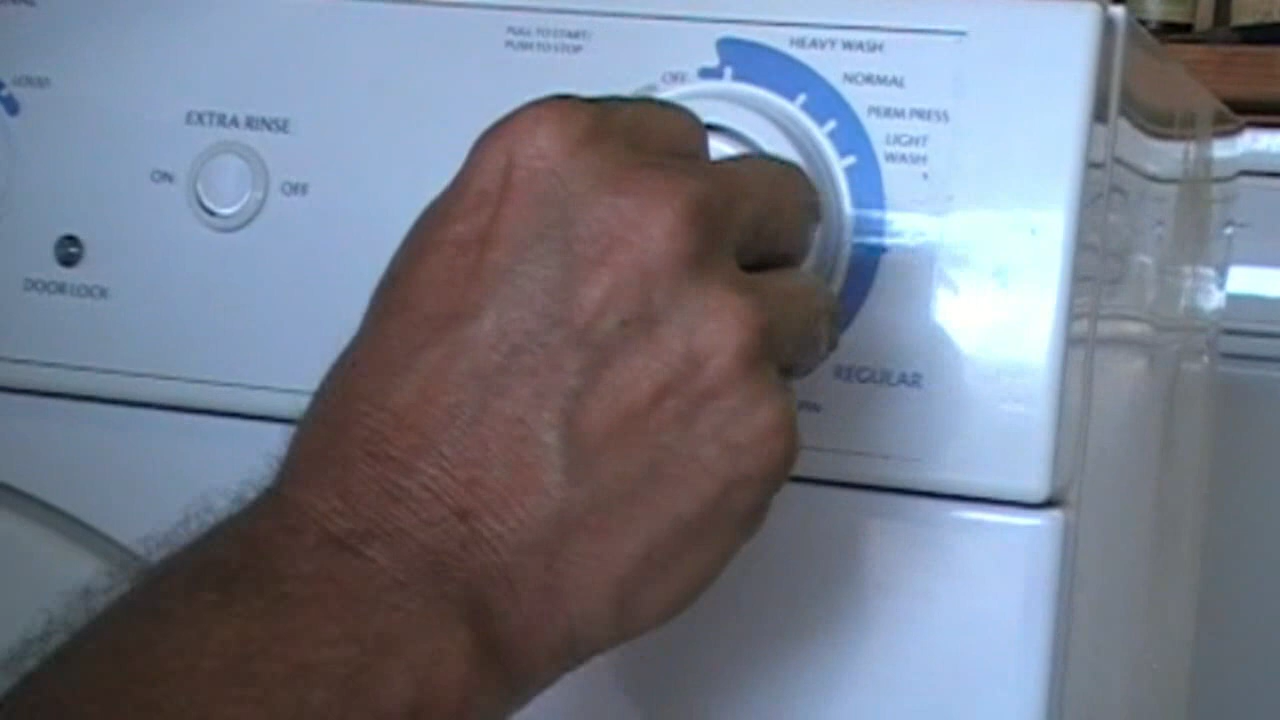 PULL TO START/
PUSH TO STOP
HEAVY WASH
OFF
NORMAL
LOUD
PERM PRESS
EXTRA RINSE
LIGHT
WASH
ON
OFF
DOOR LOCK
REGULAR